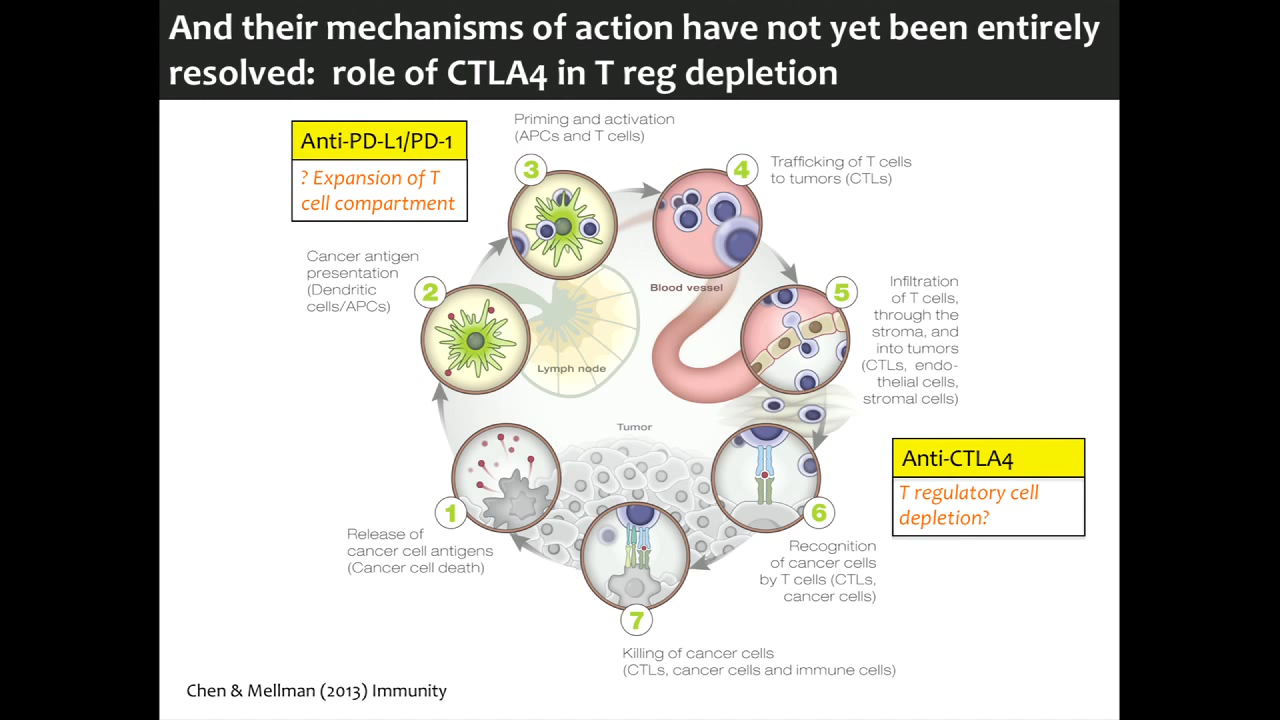 And their mechanisms of action have not yet been entirely
resolved:  role of CTLA4 in T reg depletion
Anti-PD-L1/PD-1
? Expansion of T
cell compartment
Priming and activation
(APCs and T cells)
3
4
Trafficking of T cells
to tumors (CTLs)
Cancer antigen
presentation
(Dendritic
cells/APCs)
2
Blood vessel
5
Infiltration
of T cells,
through the
stroma, and
into tumors
(CTLs, endo-
thelial cells,
stromal cells)
Lymph node
Tumor
Anti-CTLA4
T regulatory cell
depletion?
1
Release of
cancer cell antigens
(Cancer cell death)
6
Recognition
of cancer cells
by T cells (CTLs,
cancer cells)
7
Killing of cancer cells
(CTLs, cancer cells and immune cells)
Chen & Mellman (2013) Immunity